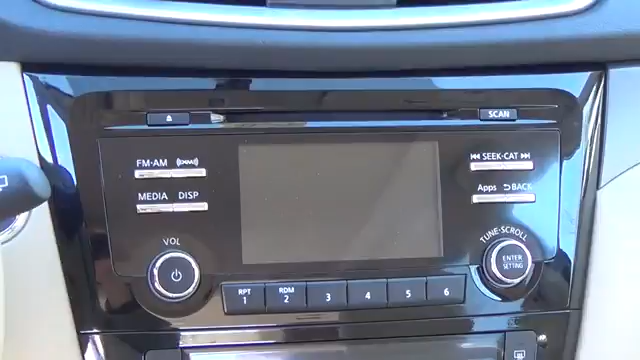 SCAN
FM·AM
SEEK·CAT
MEDIA DISP
Apps BACK
VOL
TUNE·SCROLL
ENTER
SETTING
RPT
1
RDM
2
3
4
5
6